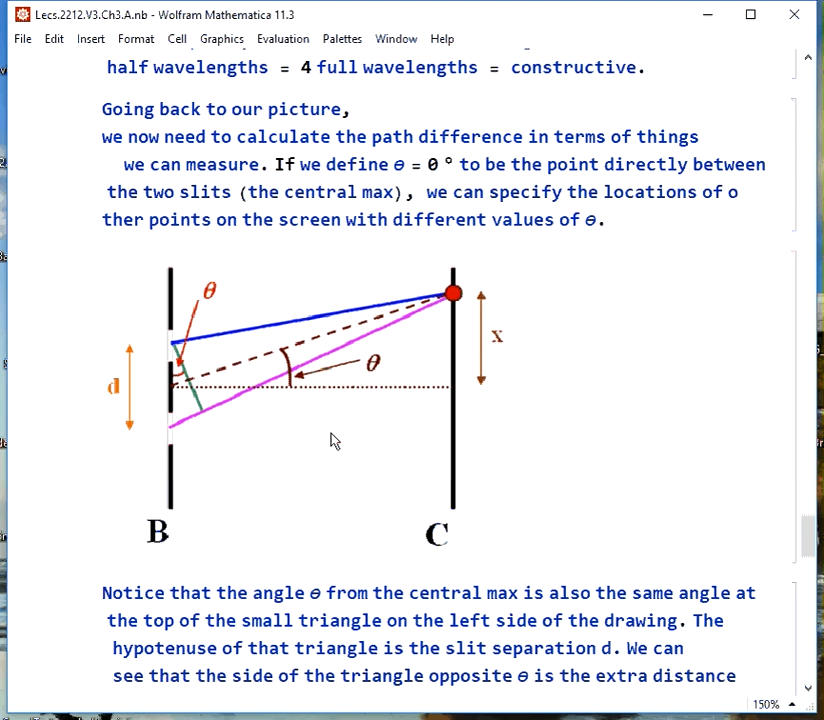 Lecs.2212.V3.Ch3.A.nb - Wolfram Mathematica 11.3
File Edit Insert Format Cell Graphics Evaluation Palettes Window Help
half wavelengths = 4 full wavelengths = constructive.
Going back to our picture,
we now need to calculate the path difference in terms of things
we can measure. If we define θ = 0 ° to be the point directly between
the two slits (the central max), we can specify the locations of o
ther points on the screen with different values of θ.
θ
x
θ
d
B
C
Notice that the angle θ from the central max is also the same angle at
the top of the small triangle on the left side of the drawing. The
hypotenuse of that triangle is the slit separation d. We can
see that the side of the triangle opposite θ is the extra distance
150%